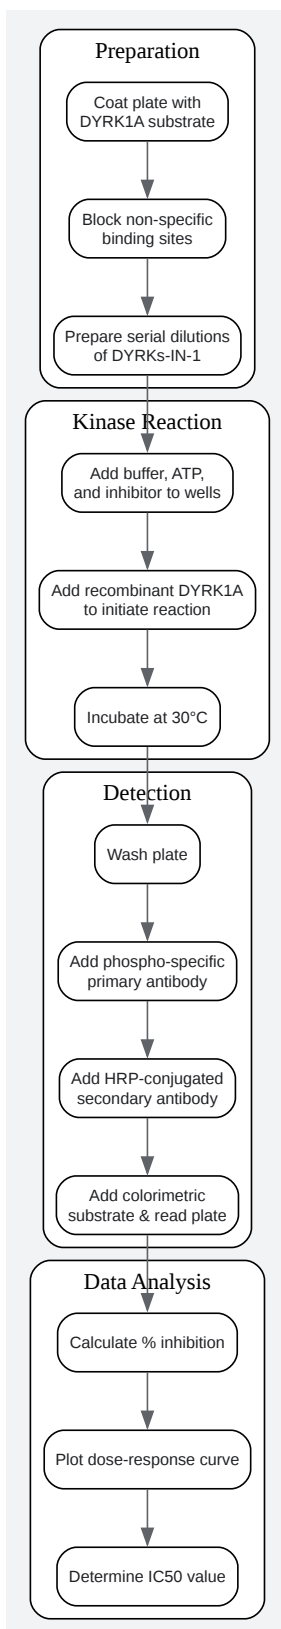 Preparation
Coat plate with
DYRK1A substrate
Block non-specific
binding sites
Prepare serial dilutions
of DYRKs-IN-1
Kinase Reaction
Add buffer, ATP,
and inhibitor to wells
Add recombinant DYRK1A
to initiate reaction
Incubate at 30°C
Detection
Wash plate
Add phospho-specific
primary antibody
Add HRP-conjugated
secondary antibody
Add colorimetric
substrate & read plate
Data Analysis
Calculate % inhibition
Plot dose-response curve
Determine IC50 value